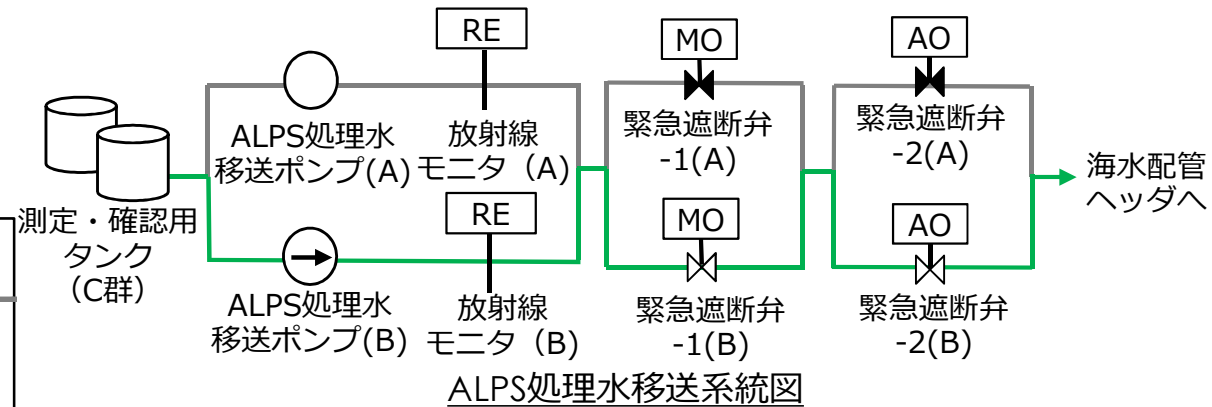 RE
MO
AO
ALPS処理水
移送ポンプ(A)
放射線
モニタ（A)
緊急遮断弁
-1(A)
緊急遮断弁
-2(A)
測定・確認用
タンク
（C群）
RE
MO
AO
海水配管
ヘッダへ
ALPS処理水
移送ポンプ(B)
放射線
モニタ（B)
緊急遮断弁
-1(B)
緊急遮断弁
-2(B)
ALPS処理水移送系統図